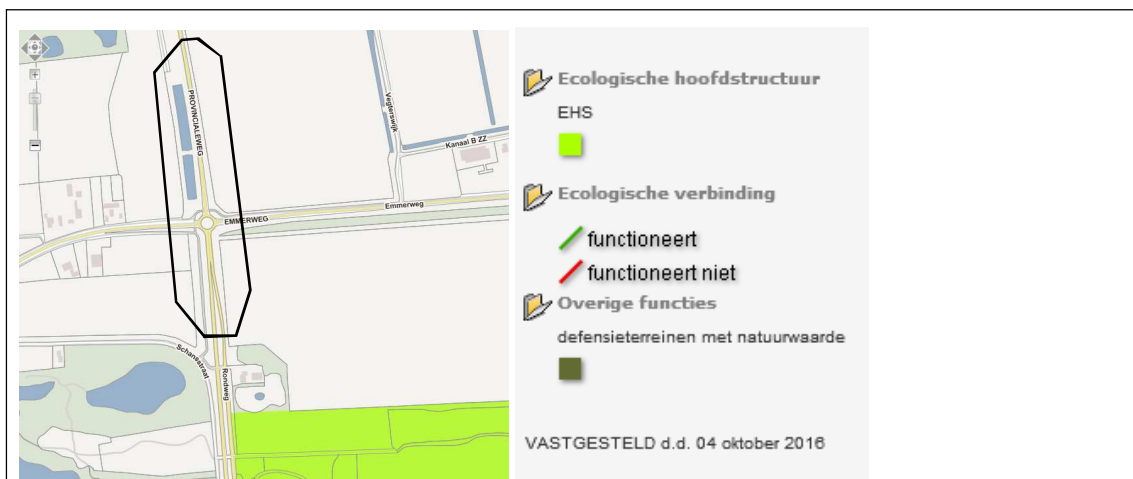 PROVINCIALEWEG
Vegterswijk
Kanaal B ZZ
EMMERWEG
Emmerweg
Schansstraat
Rondweg
Ecologische hoofdstructuur
EHS
Ecologische verbinding
functioneert
functioneert niet
Overige functies
defensieterreinen met natuurwaarde
VASTGESTELD d.d. 04 oktober 2016